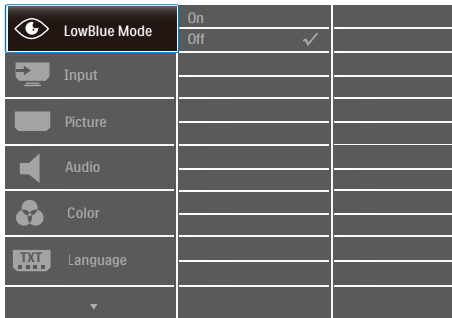 LowBlue Mode
On
Off
Input
Picture
Audio
Color
TXT
Language